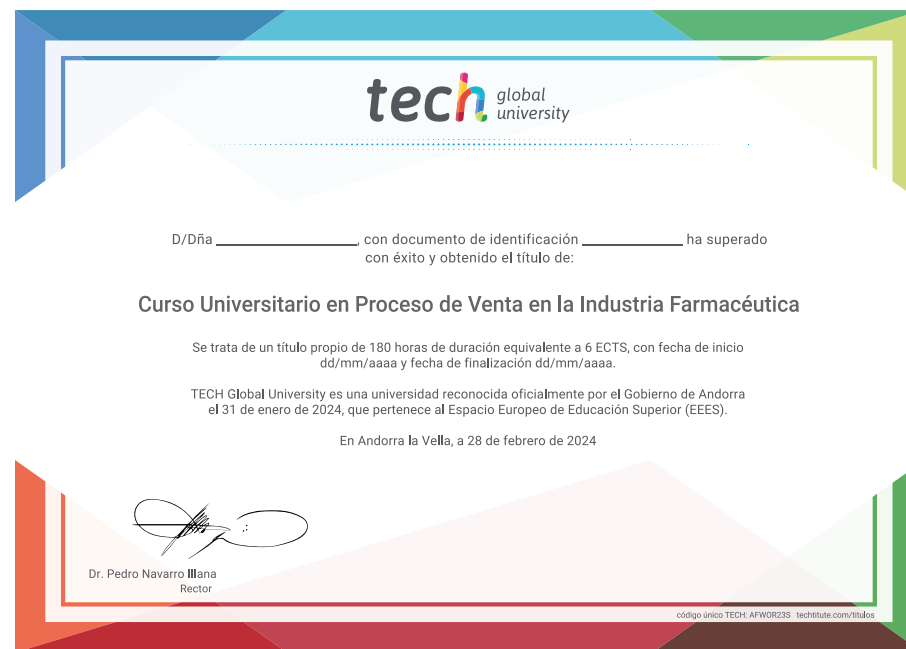 tech global university
D/Dña ________________, con documento de identificación ____________ ha superado
con éxito y obtenido el título de:
Curso Universitario en Proceso de Venta en la Industria Farmacéutica
Se trata de un título propio de 180 horas de duración equivalente a 6 ECTS, con fecha de inicio
dd/mm/aaaa y fecha de finalización dd/mm/aaaa.
TECH Global University es una universidad reconocida oficialmente por el Gobierno de Andorra
el 31 de enero de 2024, que pertenece al Espacio Europeo de Educación Superior (EEES).
En Andorra la Vella, a 28 de febrero de 2024
Dr. Pedro Navarro Illana
Rector
código único TECH: AFWOR23S techtitute.com/titulos